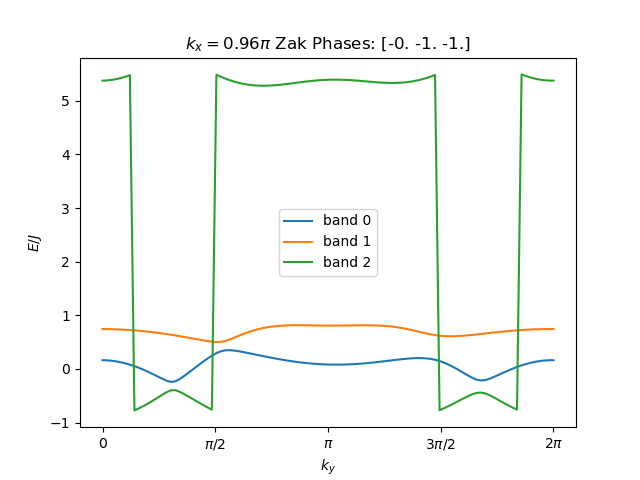 $k_x = 0.96\pi$ Zak Phases: [-0. -1. -1.]
E/J
5
4
3
2
1
0
−1
band 0
band 1
band 2
0
π/2
π
3π/2
2π
$k_y$